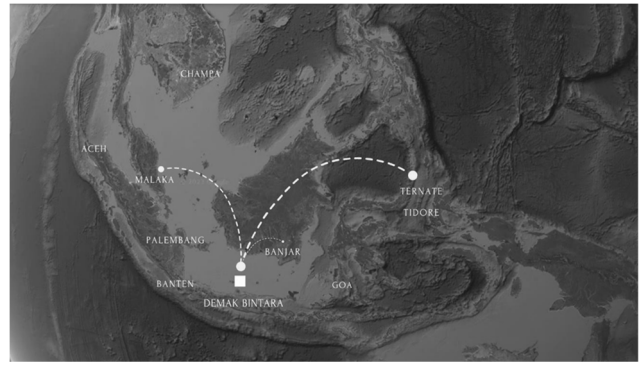 CHAMPA
ACEH
MALAKA
TERNATE
TIDORE
PALEMBANG
BANJAR
BANTEN
GOA
DEMAK BINTARA